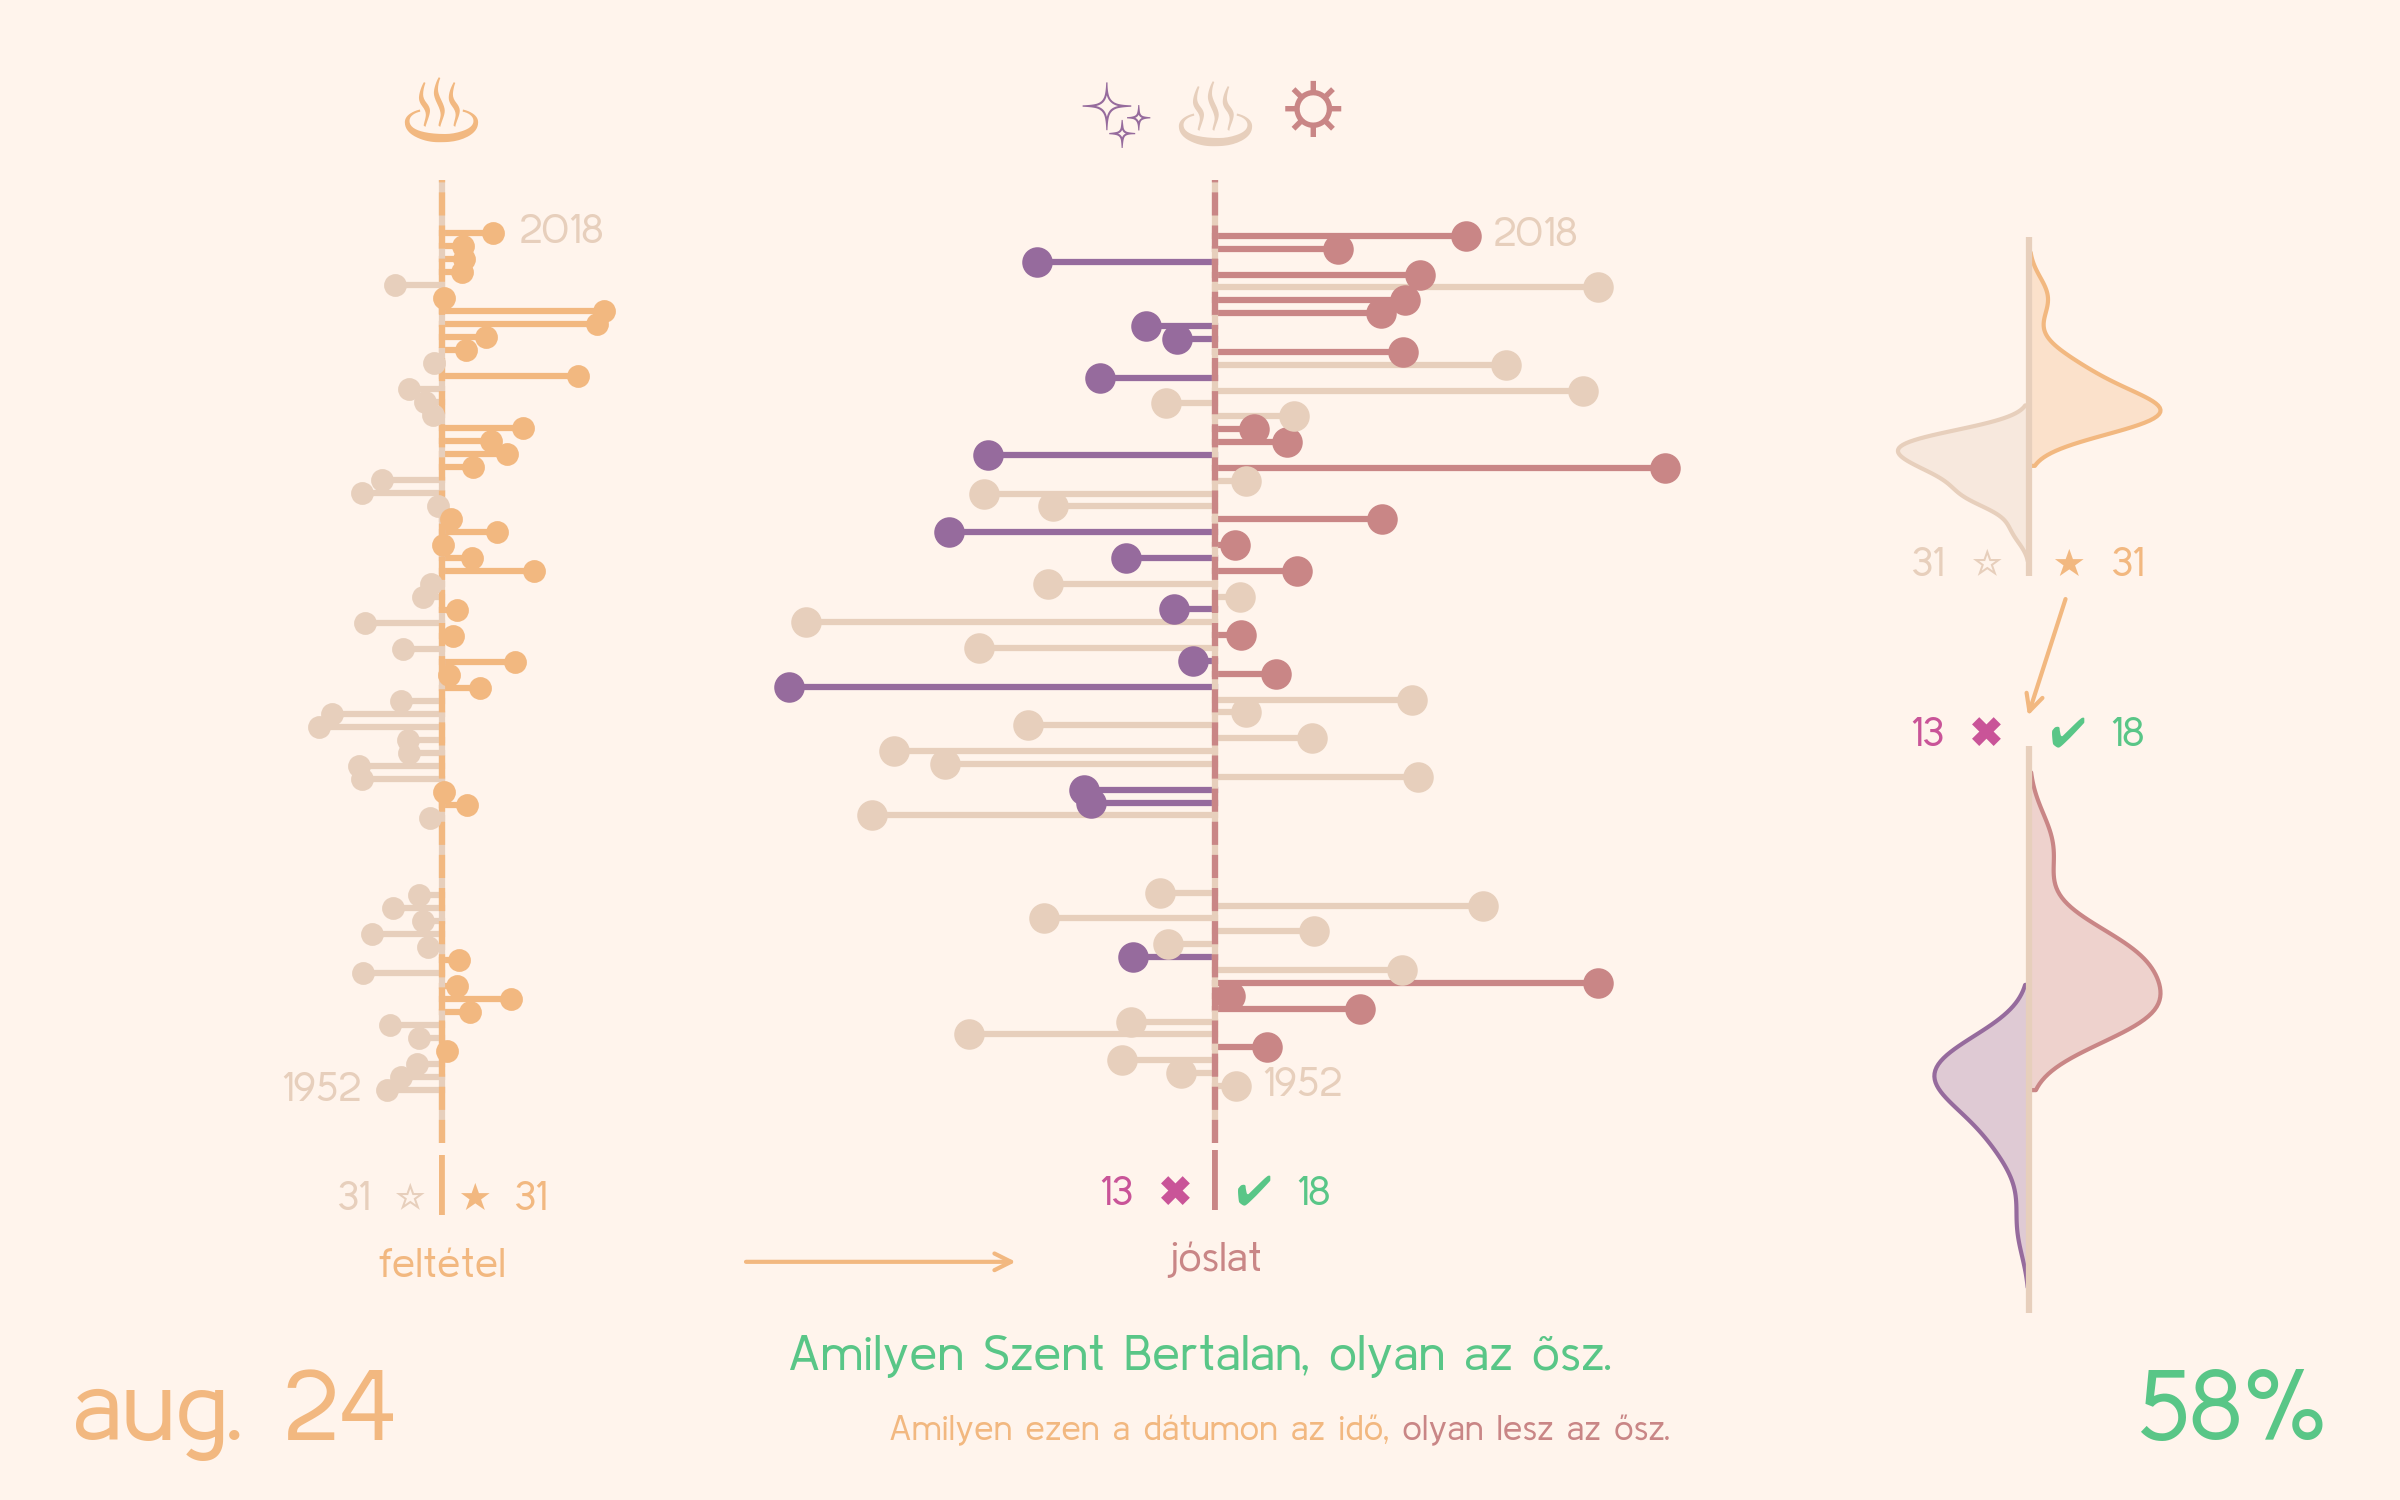 2018
2018
31 ☆ ★ 31
13 ✖ ✔ 18
1952
1952
31 ☆ ★ 31
13 ✖ ✔ 18
feltétel
jóslat
Amilyen Szent Bertalan, olyan az õsz.
aug. 24
58%
Amilyen ezen a dátumon az idő, olyan lesz az ősz.